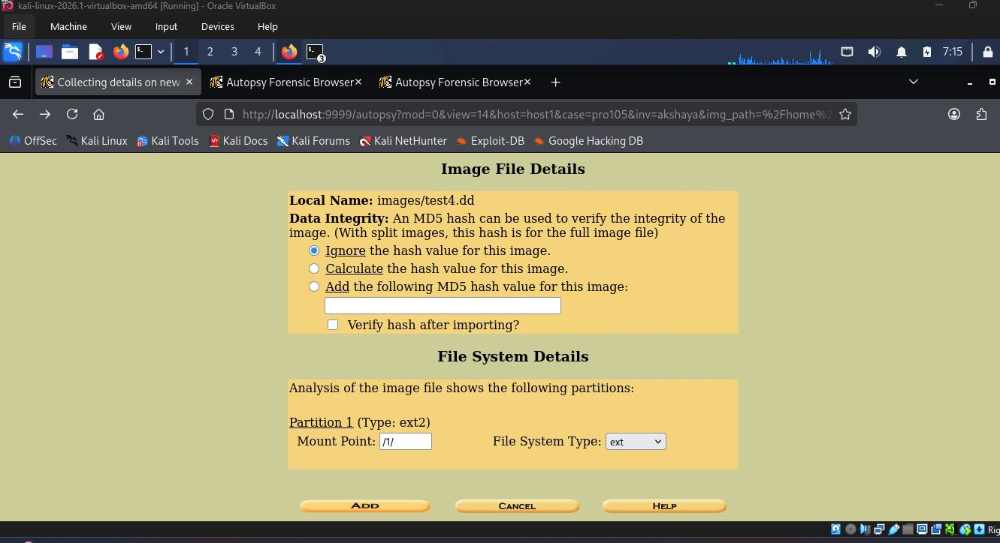 kali-linux-2026.1-virtualbox-amd64 [Running] - Oracle VirtualBox
File Machine View Input Devices Help
1 2 3 4 3 7:15
Collecting details on new Autopsy Forensic Browser Autopsy Forensic Browser
http://localhost:9999/autopsy?mod=0&view=14&host=host1&case=pro105&inv=akshaya&img_path=%2Fhome%2
OffSec Kali Linux Kali Tools Kali Docs Kali Forums Kali NetHunter Exploit-DB Google Hacking DB
Image File Details
Local Name: images/test4.dd
Data Integrity: An MD5 hash can be used to verify the integrity of the
image. (With split images, this hash is for the full image file)
Ignore the hash value for this image.
Calculate the hash value for this image.
Add the following MD5 hash value for this image:
Verify hash after importing?
File System Details
Analysis of the image file shows the following partitions:
Partition 1 (Type: ext2)
Mount Point: /1/ File System Type: ext
ADD CANCEL HELP
Rig